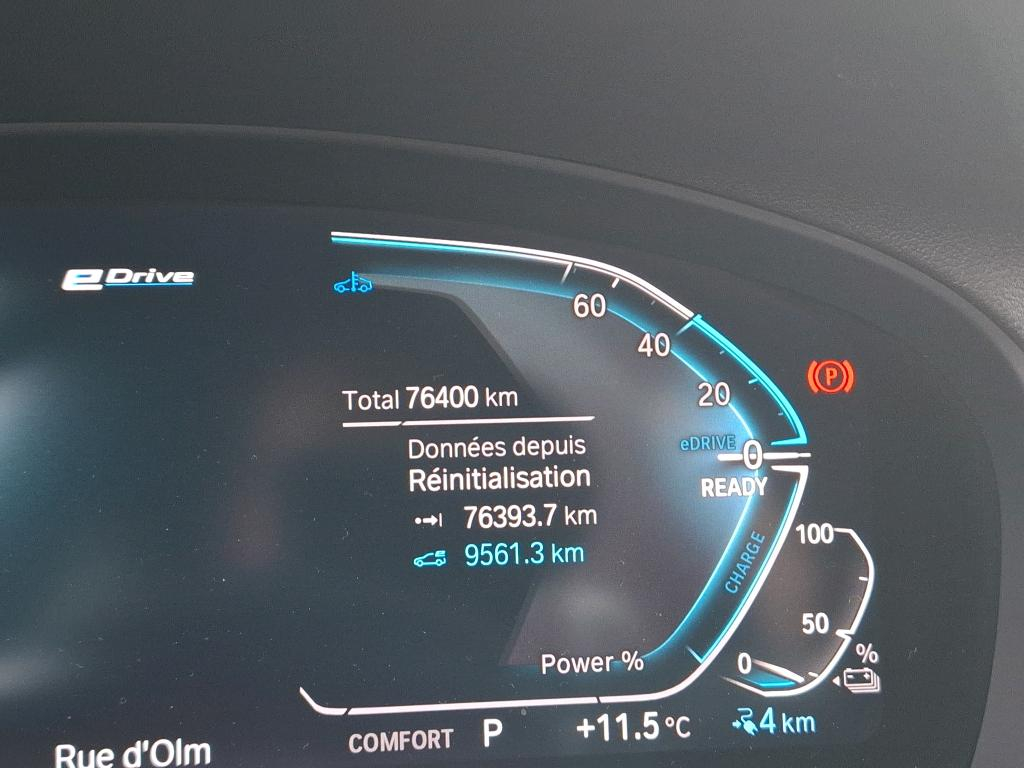 eDrive
60
40
Total 76400 km
20
Données depuis
eDRIVE
0
Réinitialisation
READY
76393.7 km
100
9561.3 km
CHARGE
50
Power %
0
%
COMFORT P +11.5 °C 4 km
Rue d'Olm
P